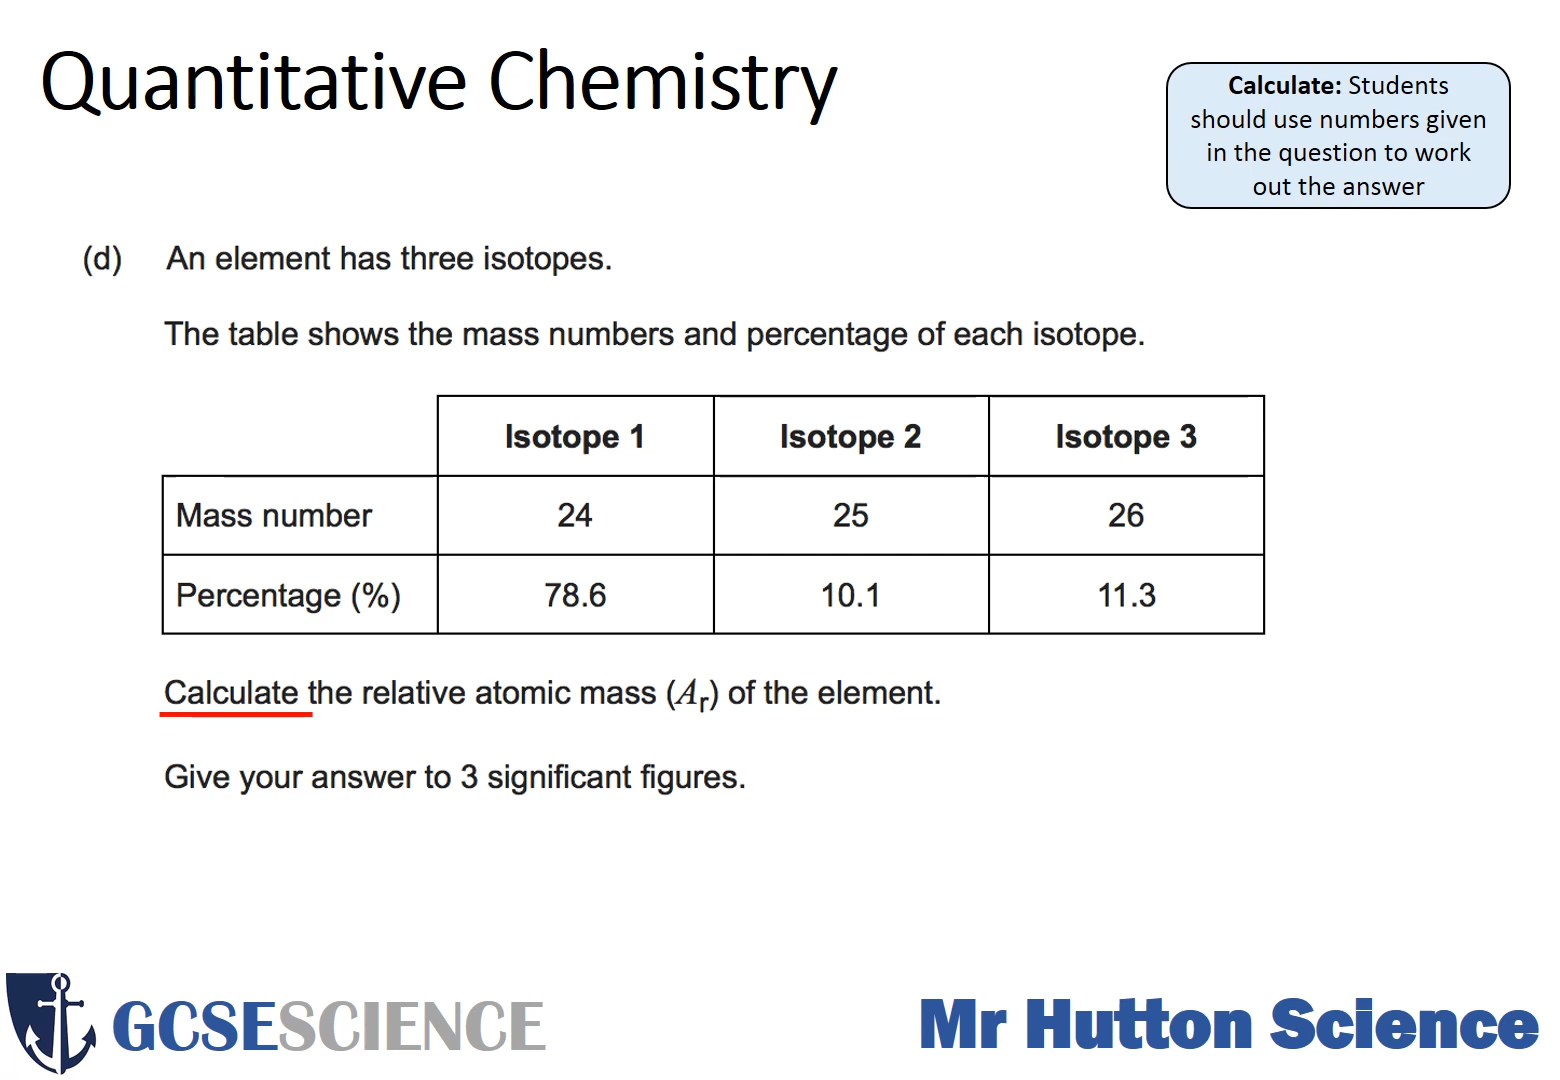 Quantitative Chemistry
Calculate: Students
should use numbers given
in the question to work
out the answer
(d) An element has three isotopes.
The table shows the mass numbers and percentage of each isotope.
Isotope 1 Isotope 2 Isotope 3
Mass number 24 25 26
Percentage (%) 78.6 10.1 11.3
Calculate the relative atomic mass (Ar) of the element.
Give your answer to 3 significant figures.
GCSESCIENCE
Mr Hutton Science